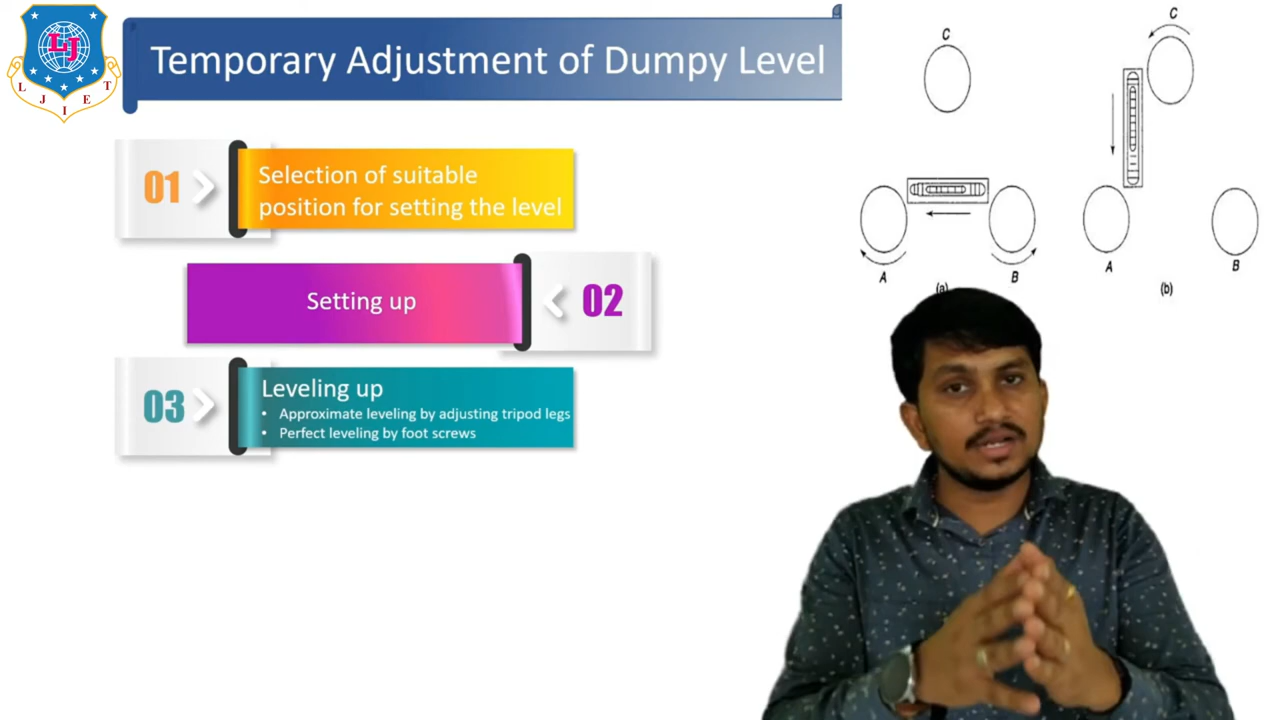 LJ
L J I E T
Temporary Adjustment of Dumpy Level
01
Selection of suitable
position for setting the level
Setting up
02
03
Leveling up
• Approximate leveling by adjusting tripod legs
• Perfect leveling by foot screws
C
A
B
(a)
C
A
B
(b)